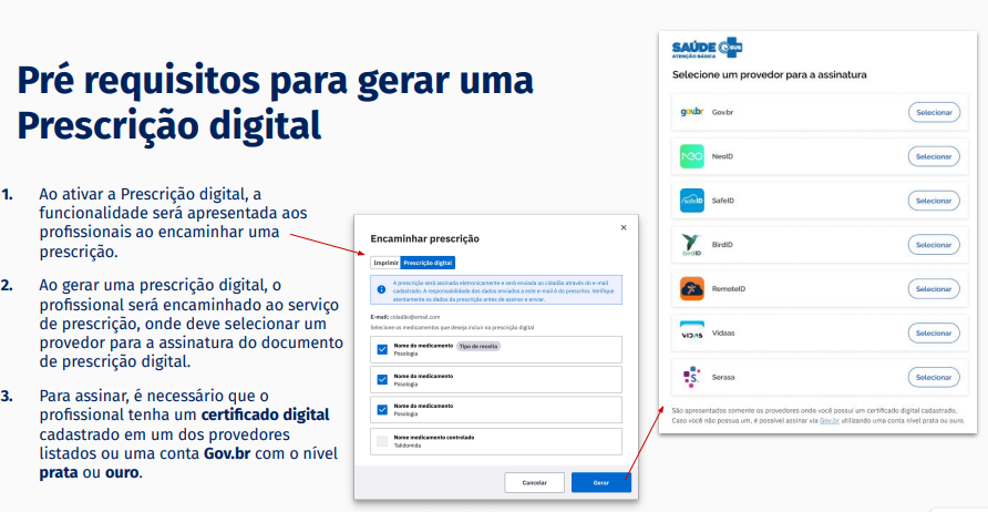 Pré requisitos para gerar uma
Prescrição digital
1. Ao ativar a Prescrição digital, a
funcionalidade será apresentada aos
profissionais ao encaminhar uma
prescrição.
2. Ao gerar uma prescrição digital, o
profissional será encaminhado ao serviço
de prescrição, onde deve selecionar um
provedor para a assinatura do documento
de prescrição digital.
3. Para assinar, é necessário que o
profissional tenha um certificado digital
cadastrado em um dos provedores
listados ou uma conta Gov.br com o nível
prata ou ouro.
Encaminhar prescrição
×
Imprimir Prescrição digital
A prescrição será assinada eletronicamente e será enviada ao cidadão através do e-mail
cadastrado. A responsabilidade dos dados enviados a este e-mail é do prescritor. Verifique
atentamente os dados da prescrição antes de assinar e enviar.
E-mail: cidadão@email.com
Selecione os medicamentos que deseja incluir na prescrição digital
Nome do medicamento Tipo de receita
Posologia
Nome do medicamento
Posologia
Nome do medicamento
Posologia
Nome medicamento controlado
Talidomida
Cancelar Gerar
SAÚDE e-SUS
ATENÇÃO BÁSICA
Selecione um provedor para a assinatura
gov.br Gov.br Selecionar
NEO NeoID Selecionar
SafeID SafeID Selecionar
BirdID BirdID Selecionar
RemoteID Selecionar
VIDAAS Vidaas Selecionar
S. Serasa Selecionar
São apresentados somente os provedores onde você possui um certificado digital cadastrado.
Caso você não possua um, é possível assinar via Gov.br utilizando uma conta nível prata ou ouro.